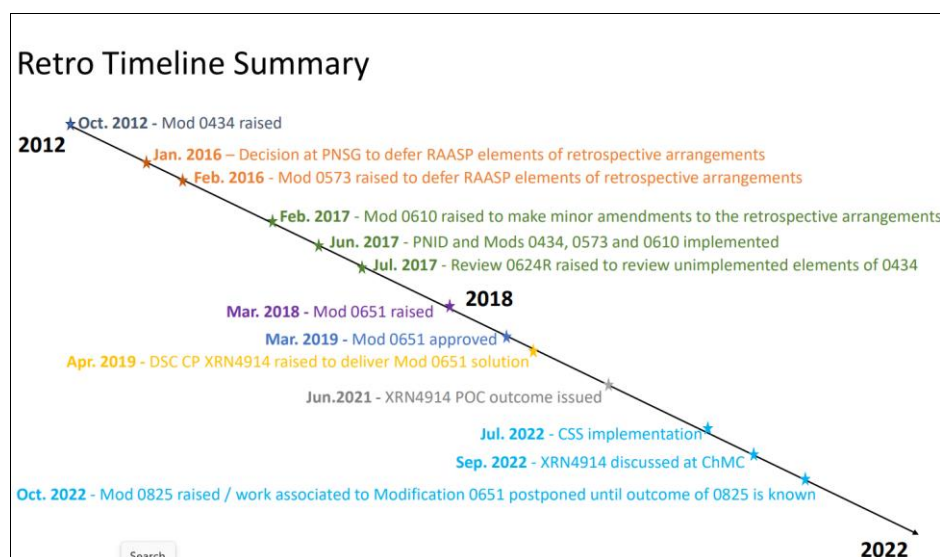 Retro Timeline Summary
Oct. 2012 - Mod 0434 raised
2012
Jan. 2016 – Decision at PNSG to defer RAASP elements of retrospective arrangements
Feb. 2016 - Mod 0573 raised to defer RAASP elements of retrospective arrangements
Feb. 2017 - Mod 0610 raised to make minor amendments to the retrospective arrangements
Jun. 2017 - PNID and Mods 0434, 0573 and 0610 implemented
Jul. 2017 - Review 0624R raised to review unimplemented elements of 0434
2018
Mar. 2018 - Mod 0651 raised
Mar. 2019 - Mod 0651 approved
Apr. 2019 - DSC CP XRN4914 raised to deliver Mod 0651 solution
Jun.2021 - XRN4914 POC outcome issued
Jul. 2022 - CSS implementation
Sep. 2022 - XRN4914 discussed at ChMC
Oct. 2022 - Mod 0825 raised / work associated to Modification 0651 postponed until outcome of 0825 is known
2022
Search